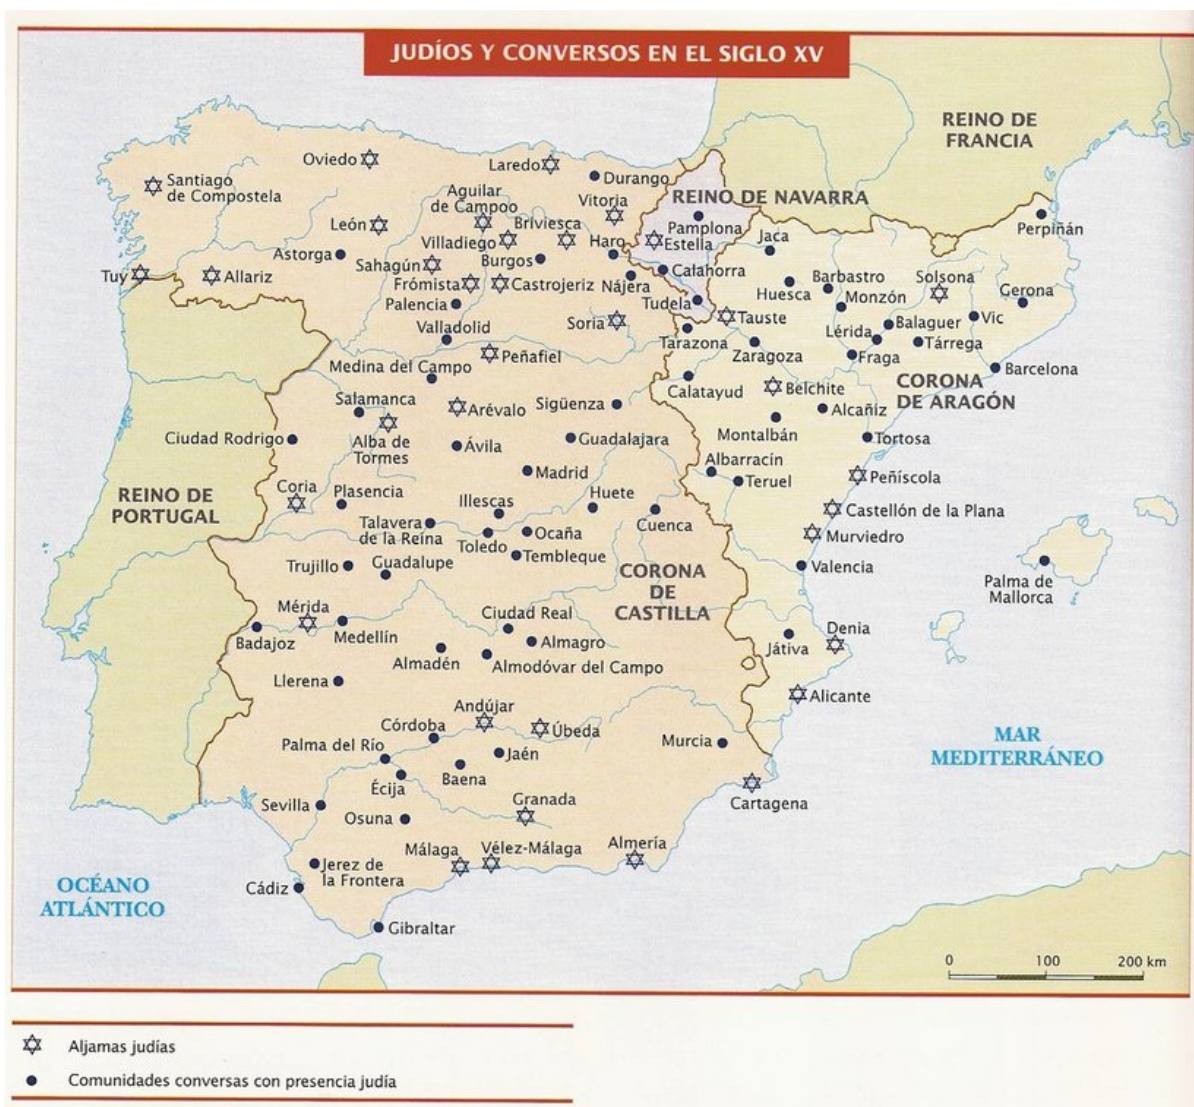 JUDÍOS Y CONVERSOS EN EL SIGLO XV
REINO DE
FRANCIA
Oviedo
Laredo
Durango
Santiago
de Compostela
Aguilar
de Campoo
Vitoria
REINO DE NAVARRA
Perpiñán
León
Briviesca
Pamplona
Villadiego
Haro
Estella
Jaca
Astorga
Burgos
Sahagún
Calahorra
Tuy
Allariz
Frómista
Castrojeriz
Nájera
Huesca
Barbastro
Solsona
Gerona
Palencia
Tudela
Monzón
Valladolid
Soria
Tauste
Lérida
Balaguer
Vic
Tarazona
Zaragoza
Fraga
Tárrega
Peñafiel
Medina del Campo
Barcelona
Calatayud
Belchite
CORONA
DE ARAGÓN
Salamanca
Arévalo
Sigüenza
Alcañiz
Ciudad Rodrigo
Alba de
Tormes
Ávila
Guadalajara
Montalbán
Tortosa
Albarracín
Madrid
Teruel
Peñíscola
REINO DE
PORTUGAL
Coria
Plasencia
Illescas
Huete
Castellón de la Plana
Talavera
de la Reina
Toledo
Ocaña
Cuenca
Murviedro
Tembleque
Trujillo
Guadalupe
CORONA
DE
CASTILLA
Valencia
Palma de
Mallorca
Mérida
Ciudad Real
Denia
Badajoz
Medellín
Almagro
Játiva
Almadén
Almodóvar del Campo
Llerena
Alicante
Andújar
Córdoba
Úbeda
Murcia
MAR
MEDITERRÁNEO
Palma del Río
Jaén
Écija
Baena
Sevilla
Granada
Cartagena
Osuna
Málaga
Vélez-Málaga
Almería
Jerez de
la Frontera
OCÉANO
ATLÁNTICO
Cádiz
Gibraltar
0 100 200 km
Aljamas judías
Comunidades conversas con presencia judía